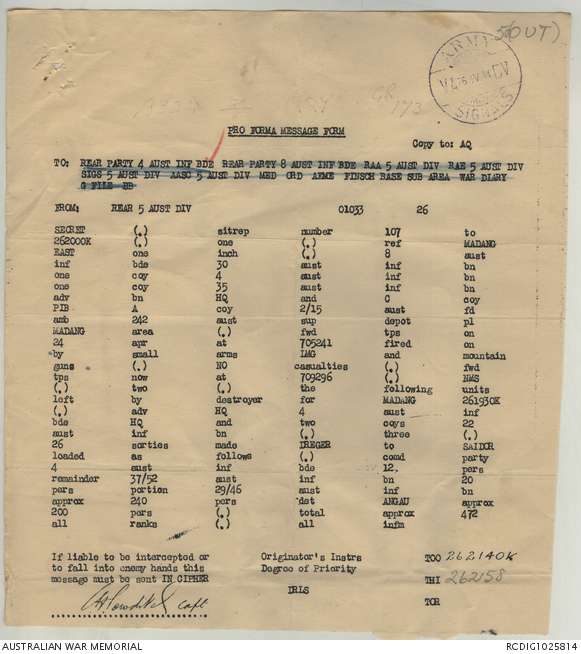 5(OUT)
ARMY
SIGNALS
PRO FORMA MESSAGE FORM
Copy to: AQ
TO: REAR PARTY 4 AUST INF BDE REAR PARTY 8 AUST INF BDE RAA 5 AUST DIV RAE 5 AUST DIV
SIGS 5 AUST DIV AASC 5 AUST DIV MED ORD AEME FINSCH BASE SUB AREA WAR DIARY
G FILE BB
FROM: REAR 5 AUST DIV 01033 26
SECRET (.) sitrep number 107 to
262000K (.) one (.) ref MADANG
EAST one inch (.) 8 aust
inf bde 30 aust inf bn
one coy 4 aust inf bn
one coy 35 aust inf bn
adv bn HQ and C coy
PIB A coy 2/15 aust fd
amb 242 aust sup depot pl
MADANG area (.) fwd tps on
24 apr at 705241 fired on
by small arms LMG and mountain
guns (.) NO casualties (.) fwd
tps now at 709296 (.) NMS
(.) two (.) the following units
left by destroyer for MADANG 261930K
(.) adv HQ 4 aust inf
bde HQ and two coys 22
aust inf bn (.) three (.)
26 sorties made DREGER to SAIDOR
loaded as follows (.) comd party
4 aust inf bde 12. pers
remainder 37/52 aust inf bn 20
pers portion 29/46 aust inf bn
approx 240 pers det ANGAU approx
200 pers (.) total approx 472
all ranks (.) all infm
If liable to be intercepted or
to fall into enemy hands this
message must be sent IN CIPHER
Originator's Instrs
Degree of Priority
IRLS
TOO 262140K
THI 262158
TOR
Capt
AUSTRALIAN WAR MEMORIAL
RCDIG1025814